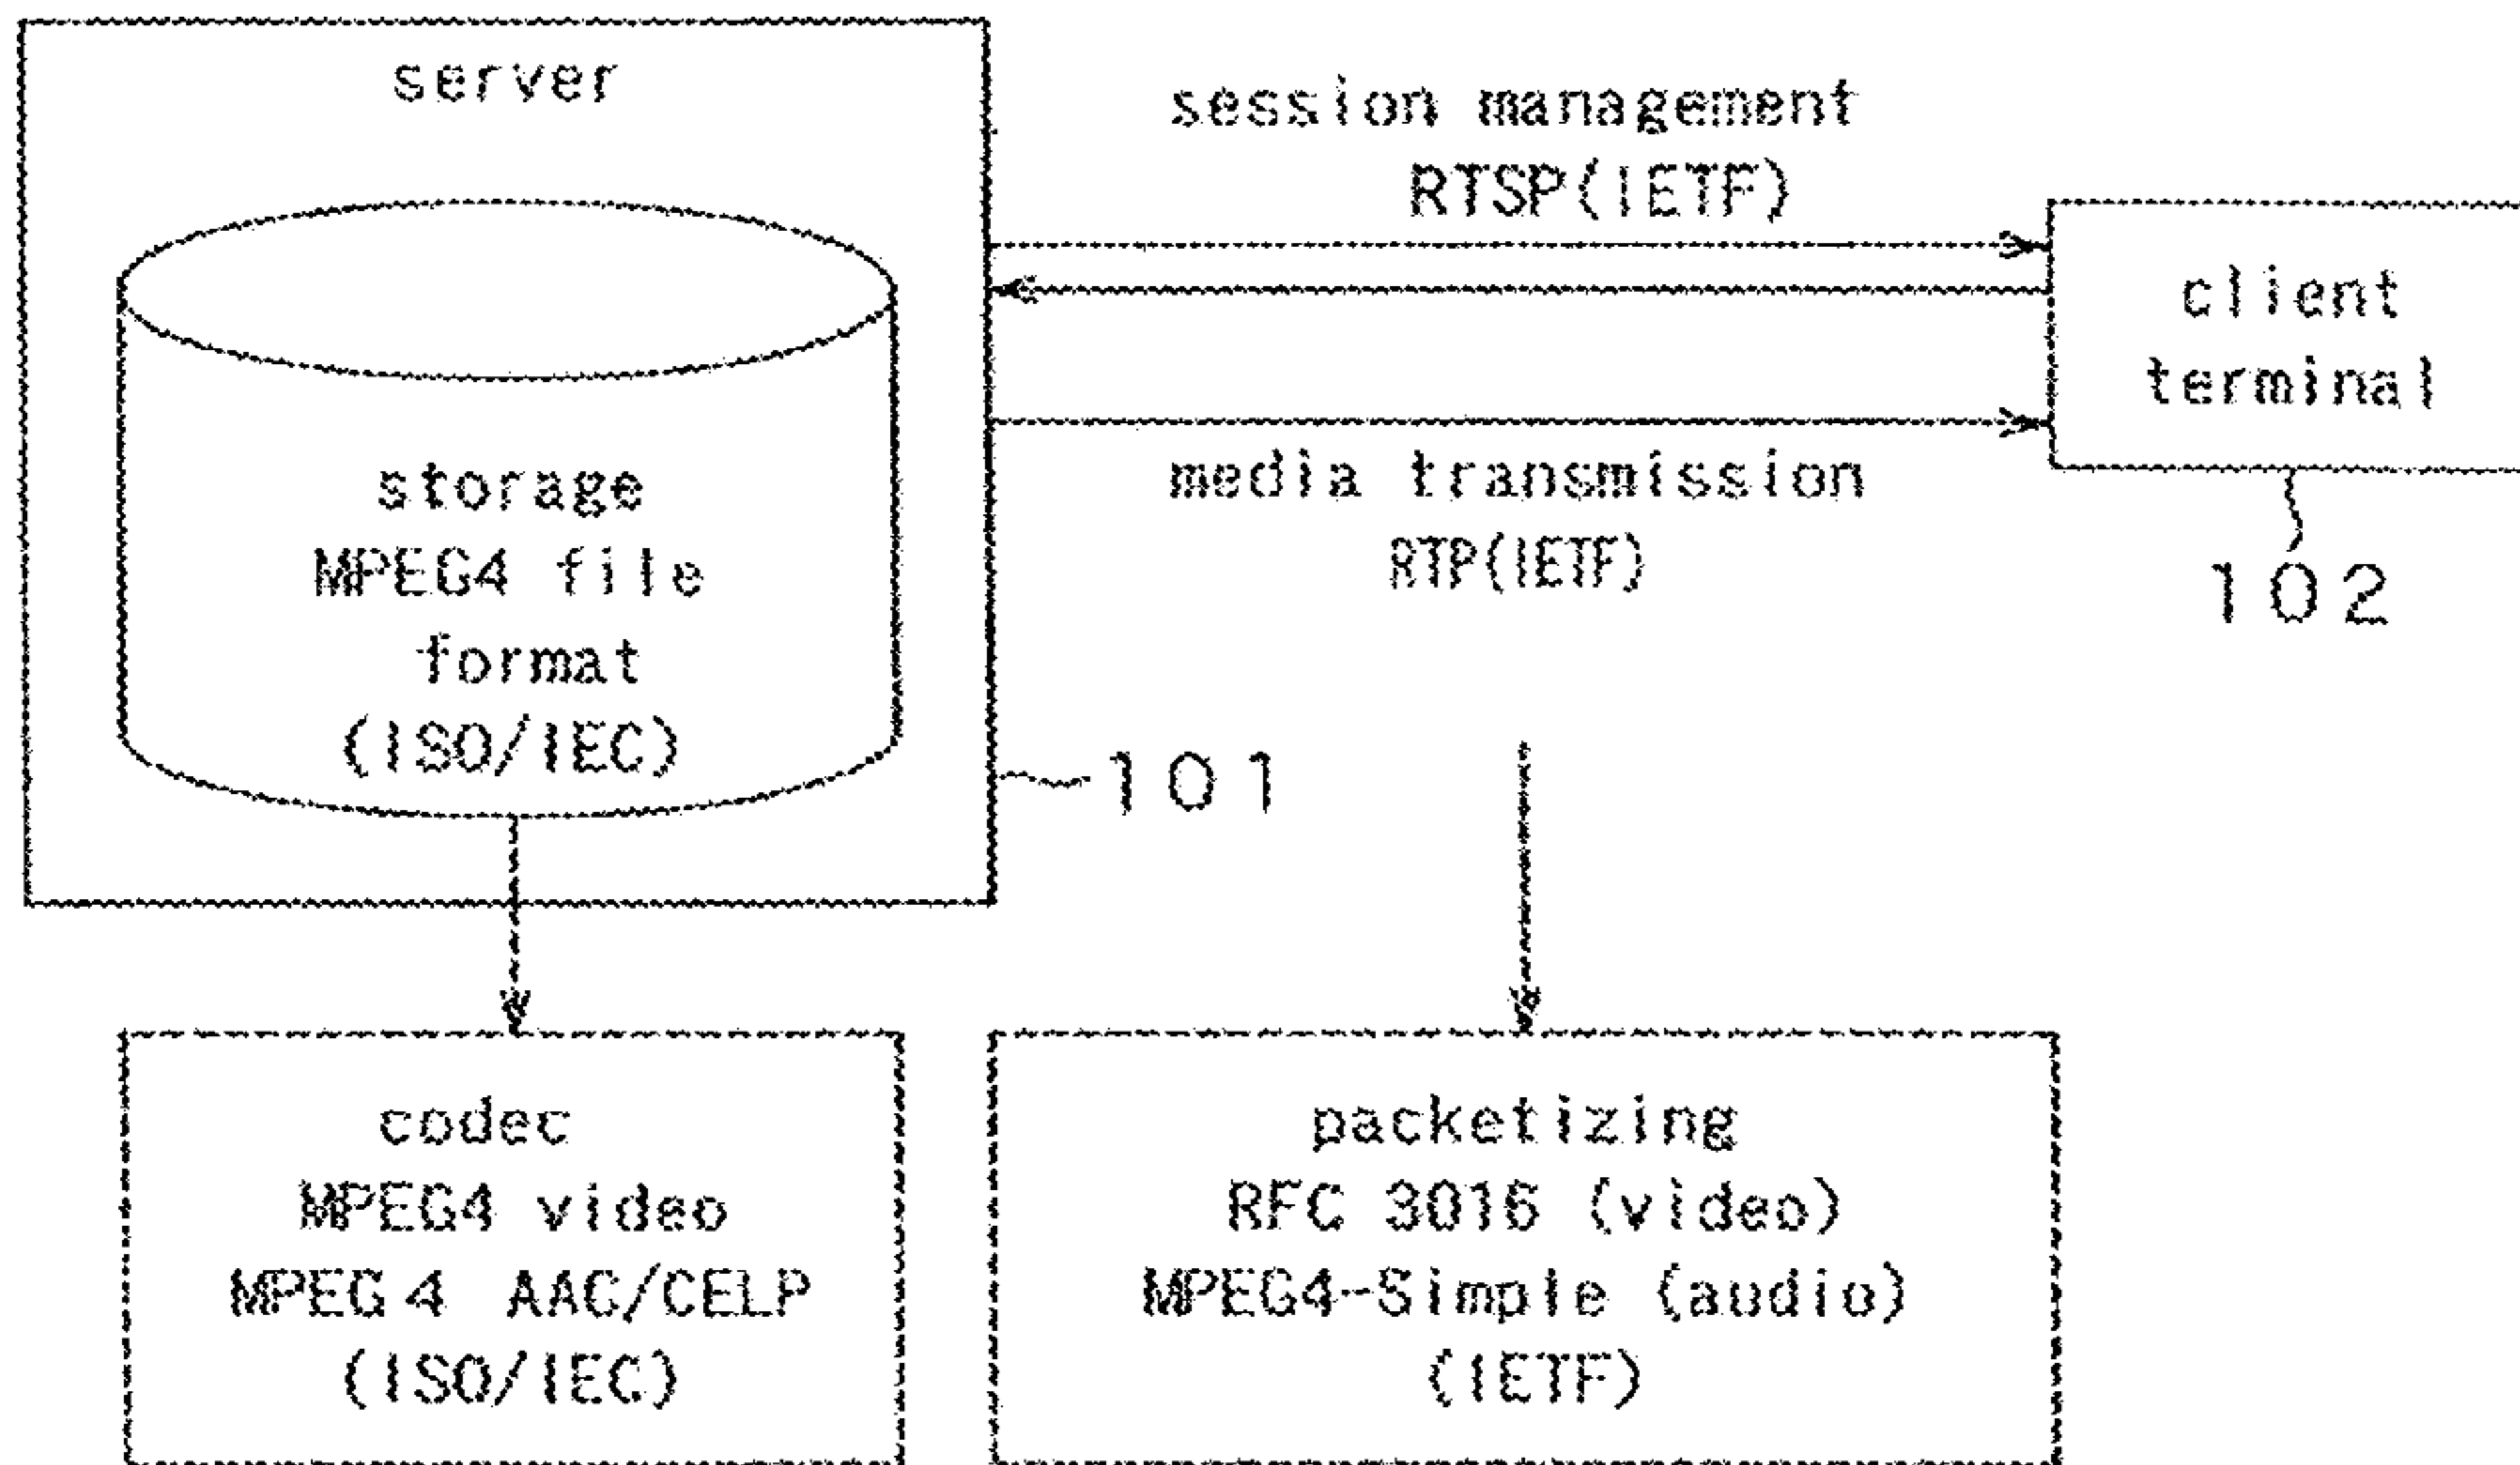 server
storage
MPEG4 file
format
(ISO/IEC)
session management
RTSP(IETF)
media transmission
RTP(IETF)
client
terminal
102
101
codec
MPEG4 video
MPEG4 AAC/CELP
(ISO/IEC)
packetizing
RFC 3016 (video)
MPEG4-Simple (audio)
(IETF)